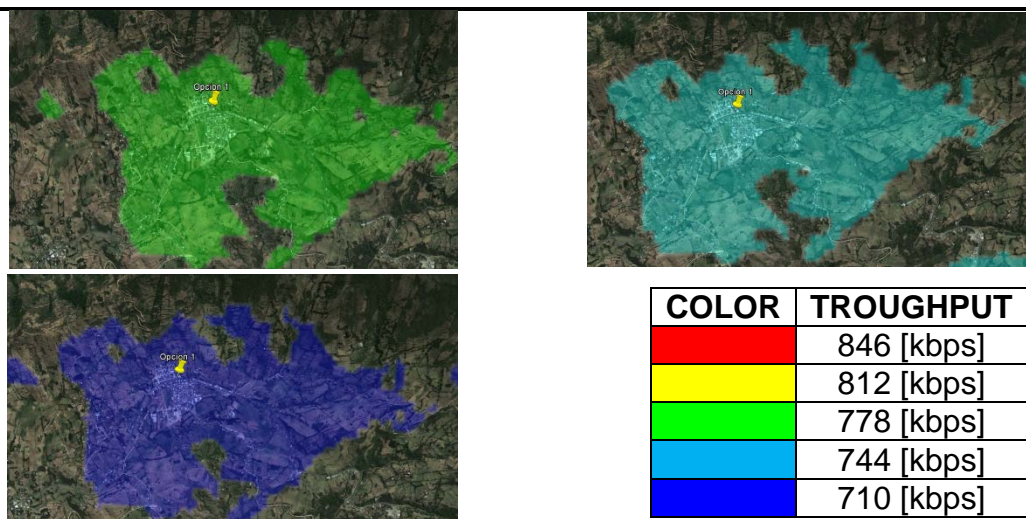 Opcion 1
Opcion 1
Opcion 1
COLOR TROUGHPUT
846 [kbps]
812 [kbps]
778 [kbps]
744 [kbps]
710 [kbps]